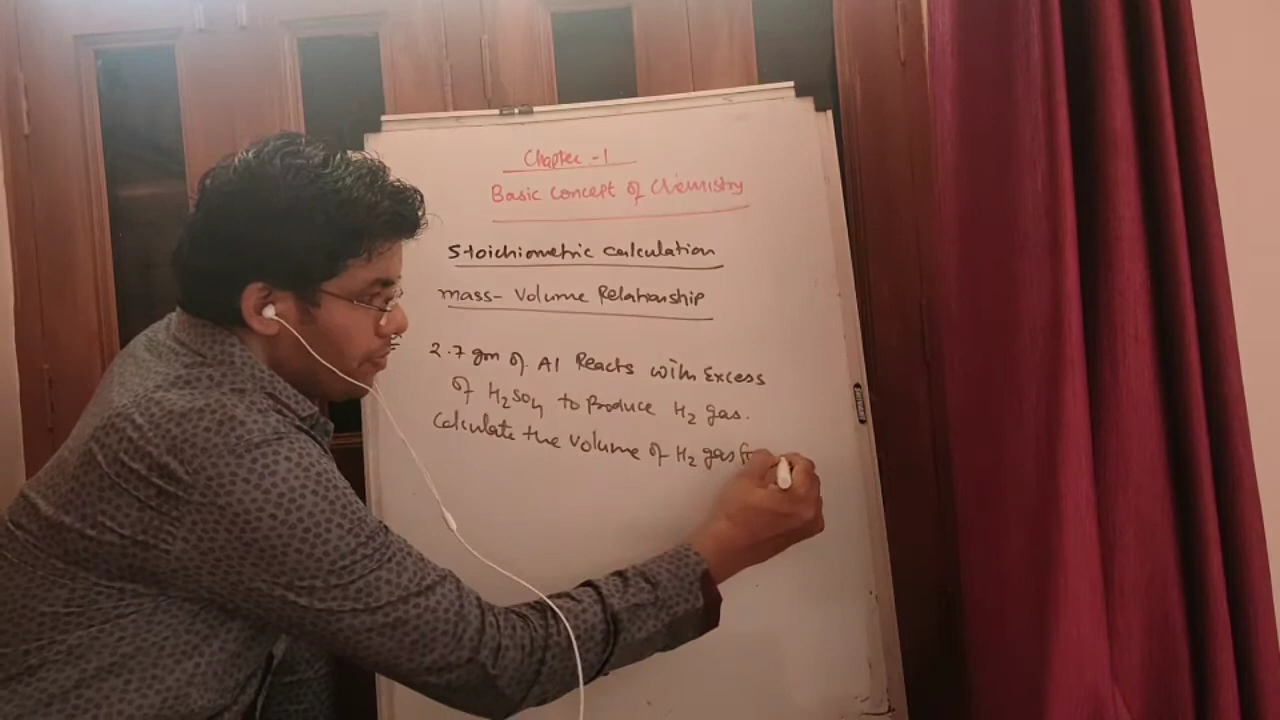 Chapter -1
Basic Concept of Chemistry
Stoichiometric calculation
mass- Volume Relationship
2.7 gm of Al Reacts with Excess
of H2SO4 to Produce H2 gas.
Calculate the Volume of H2 gas